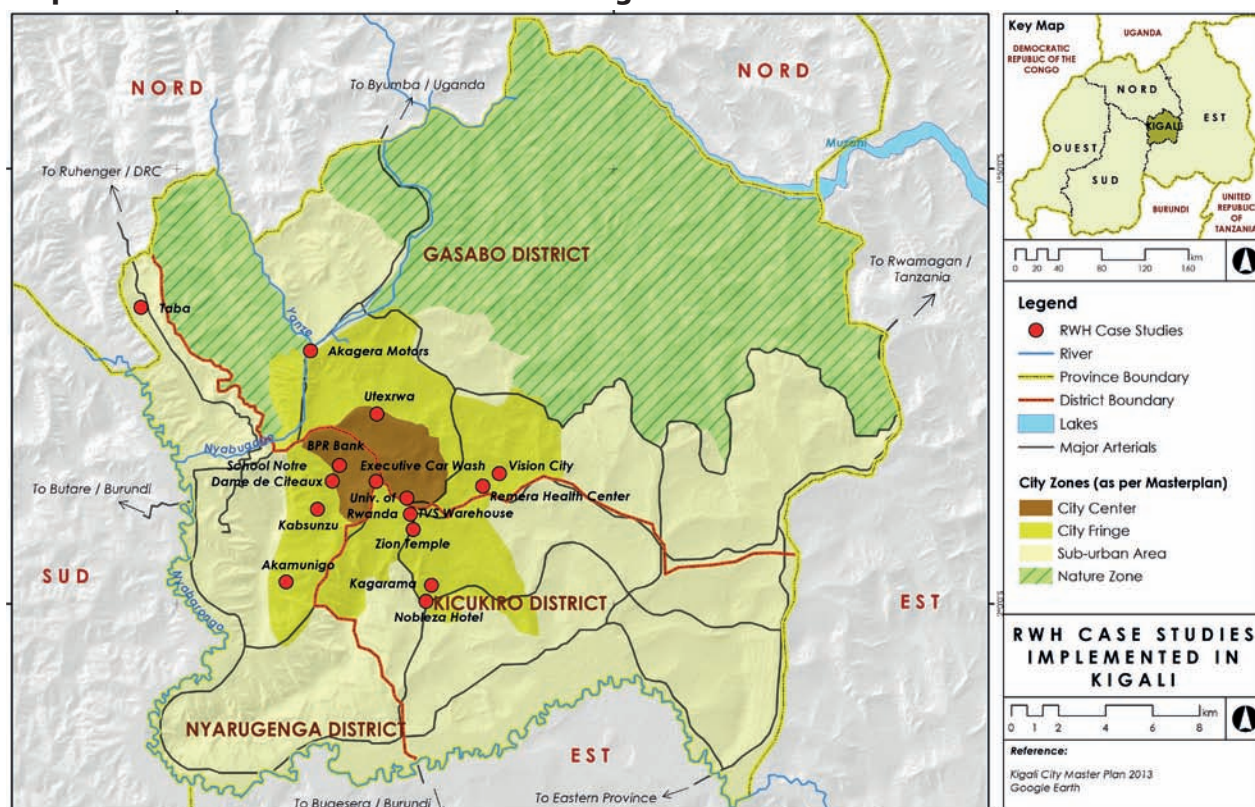 NORD
NORD
To Byumba / Uganda
To Ruhenger / DRC
Muzani
GASABO DISTRICT
To Rwamagan /
Tanzania
Taba
Yanze
Akagera Motors
Utexrwa
Nyabugogo
BPR Bank
School Notre
Dame de Citeaux
Executive Car Wash
Vision City
Univ. of
Rwanda
Remera Health Center
TVS Warehouse
To Butare / Burundi
Kabsunzu
Zion Temple
SUD
Akamunigo
Kagarama
KICUKIRO DISTRICT
Nobleza Hotel
EST
Nyabarongo
NYARUGENGA DISTRICT
EST
To Bugesera / Burundi
To Eastern Province
Key Map
UGANDA
DEMOCRATIC
REPUBLIC OF THE
CONGO
NORD
EST
KIGALI
OUEST
SUD
BURUNDI
UNITED
REPUBLIC
OF
TANZANIA
0 20 40 80 120 160 km
Legend
RWH Case Studies
River
Province Boundary
District Boundary
Lakes
Major Arterials
City Zones (as per Masterplan)
City Center
City Fringe
Sub-urban Area
Nature Zone
RWH CASE STUDIES
IMPLEMENTED IN
KIGALI
0 1 2 4 6 8 km
Reference:
Kigali City Master Plan 2013
Google Earth